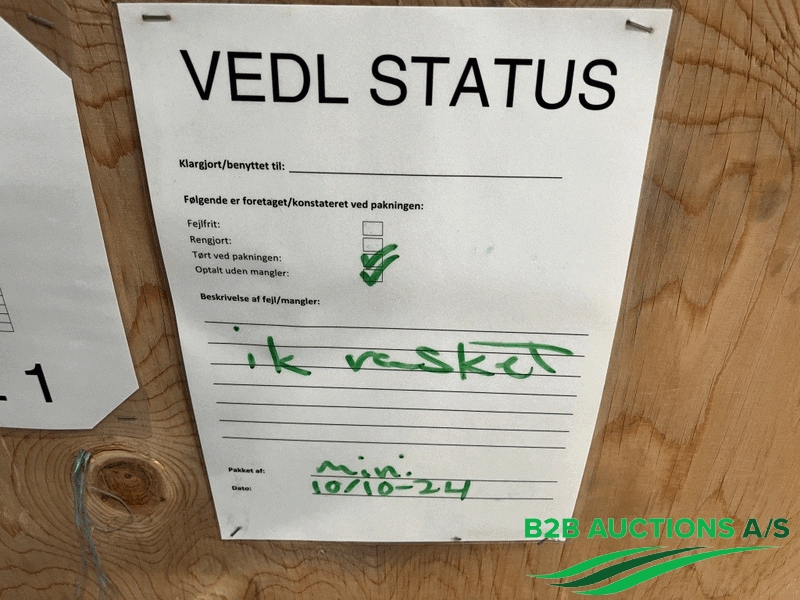 VEDL STATUS
Klargjort/benyttet til:
Følgende er foretaget/konstateret ved pakningen:
Fejlfrit:
Rengjort:
Tørt ved pakningen:
Optalt uden mangler:
Beskrivelse af fejl/mangler:
ik vasket
Pakket af: mini
Dato: 10/10-24
1
B2B AUCTIONS A/S